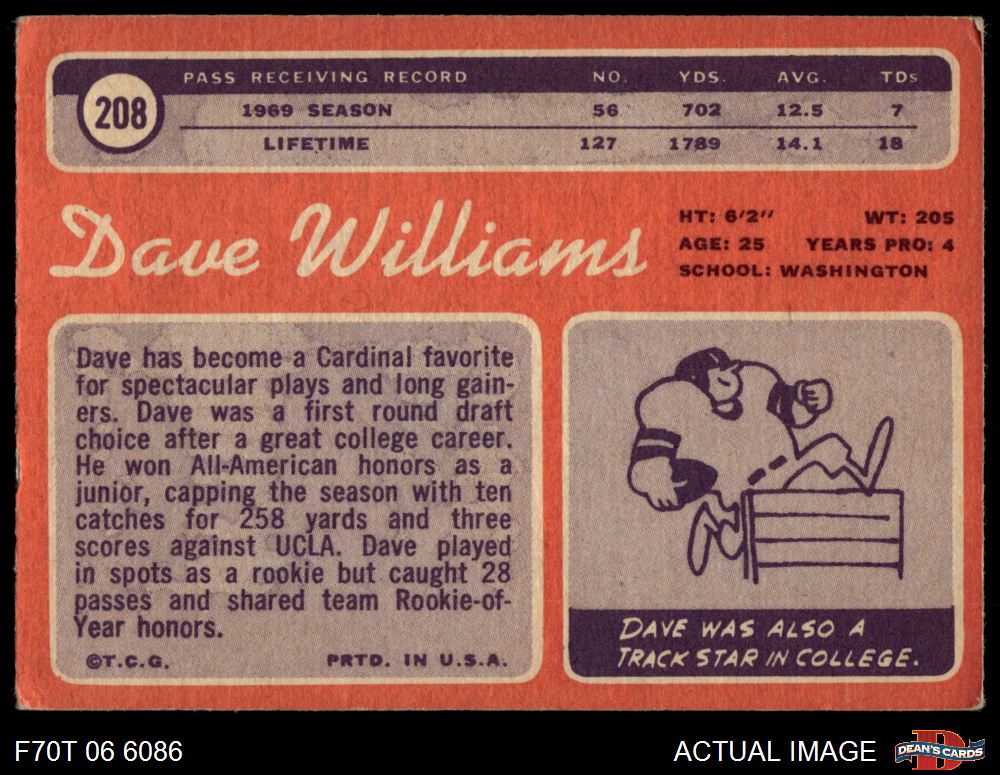 208
PASS RECEIVING RECORD NO. YDS. AVG. TDs
1969 SEASON 56 702 12.5 7
LIFETIME 127 1789 14.1 18
Dave Williams
HT: 6'2" WT: 205
AGE: 25 YEARS PRO: 4
SCHOOL: WASHINGTON
Dave has become a Cardinal favorite
for spectacular plays and long gain-
ers. Dave was a first round draft
choice after a great college career.
He won All-American honors as a
junior, capping the season with ten
catches for 258 yards and three
scores against UCLA. Dave played
in spots as a rookie but caught 28
passes and shared team Rookie-of-
Year honors.
©T.C.G. PRTD. IN U.S.A.
DAVE WAS ALSO A
TRACK STAR IN COLLEGE.
F70T 06 6086 ACTUAL IMAGE
D
DEAN'S CARDS